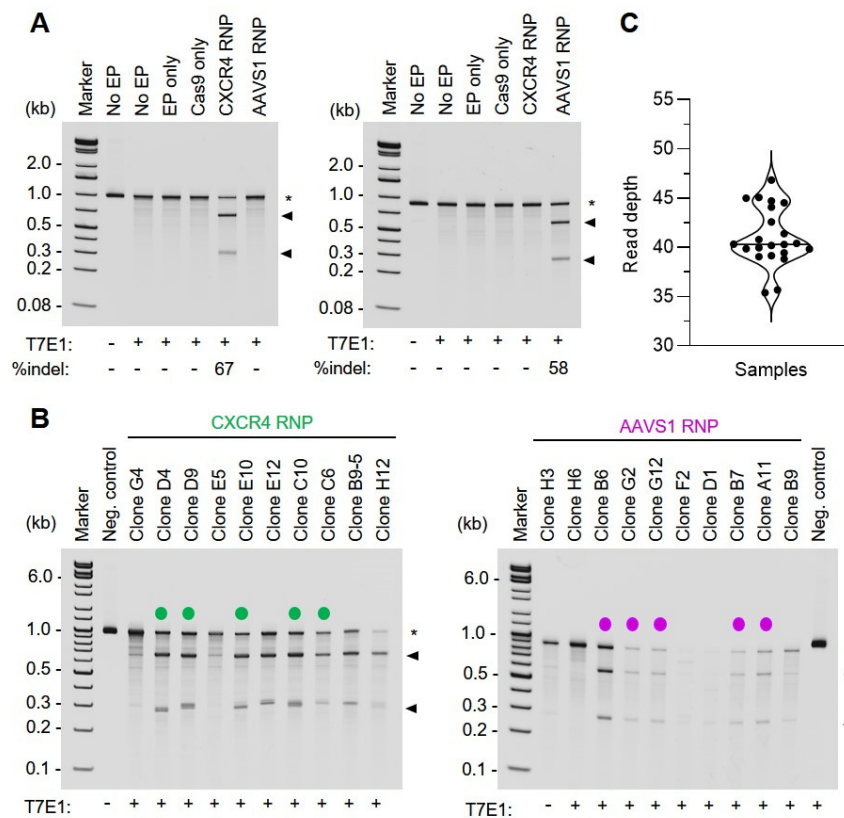 A
C
(kb)
Marker
No EP
No EP
EP only
Cas9 only
CXCR4 RNP
AAVS1 RNP
2.0 -
1.0 -
0.5 -
0.3 -
0.2 -
0.08 -
*
T7E1: - + + + + +
%indel: - - - - 67 -
(kb)
Marker
No EP
No EP
EP only
Cas9 only
CXCR4 RNP
AAVS1 RNP
2.0 -
1.0 -
0.5 -
0.3 -
0.2 -
0.08 -
*
T7E1: - + + + + +
%indel: - - - - - 58
Read depth
55
50
45
40
35
30
Samples
B
CXCR4 RNP
(kb)
Marker
Neg. control
Clone G4
Clone D4
Clone D9
Clone E5
Clone E10
Clone E12
Clone C10
Clone C6
Clone B9-5
Clone H12
6.0 -
1.0 -
0.5 -
0.3 -
0.2 -
0.1 -
*
T7E1: - + + + + + + + + + +
AAVS1 RNP
(kb)
Marker
Clone H3
Clone H6
Clone B6
Clone G2
Clone G12
Clone F2
Clone D1
Clone B7
Clone A11
Clone B9
Neg. control
6.0 -
1.0 -
0.5 -
0.3 -
0.2 -
0.1 -
T7E1: - + + + + + + + + + +